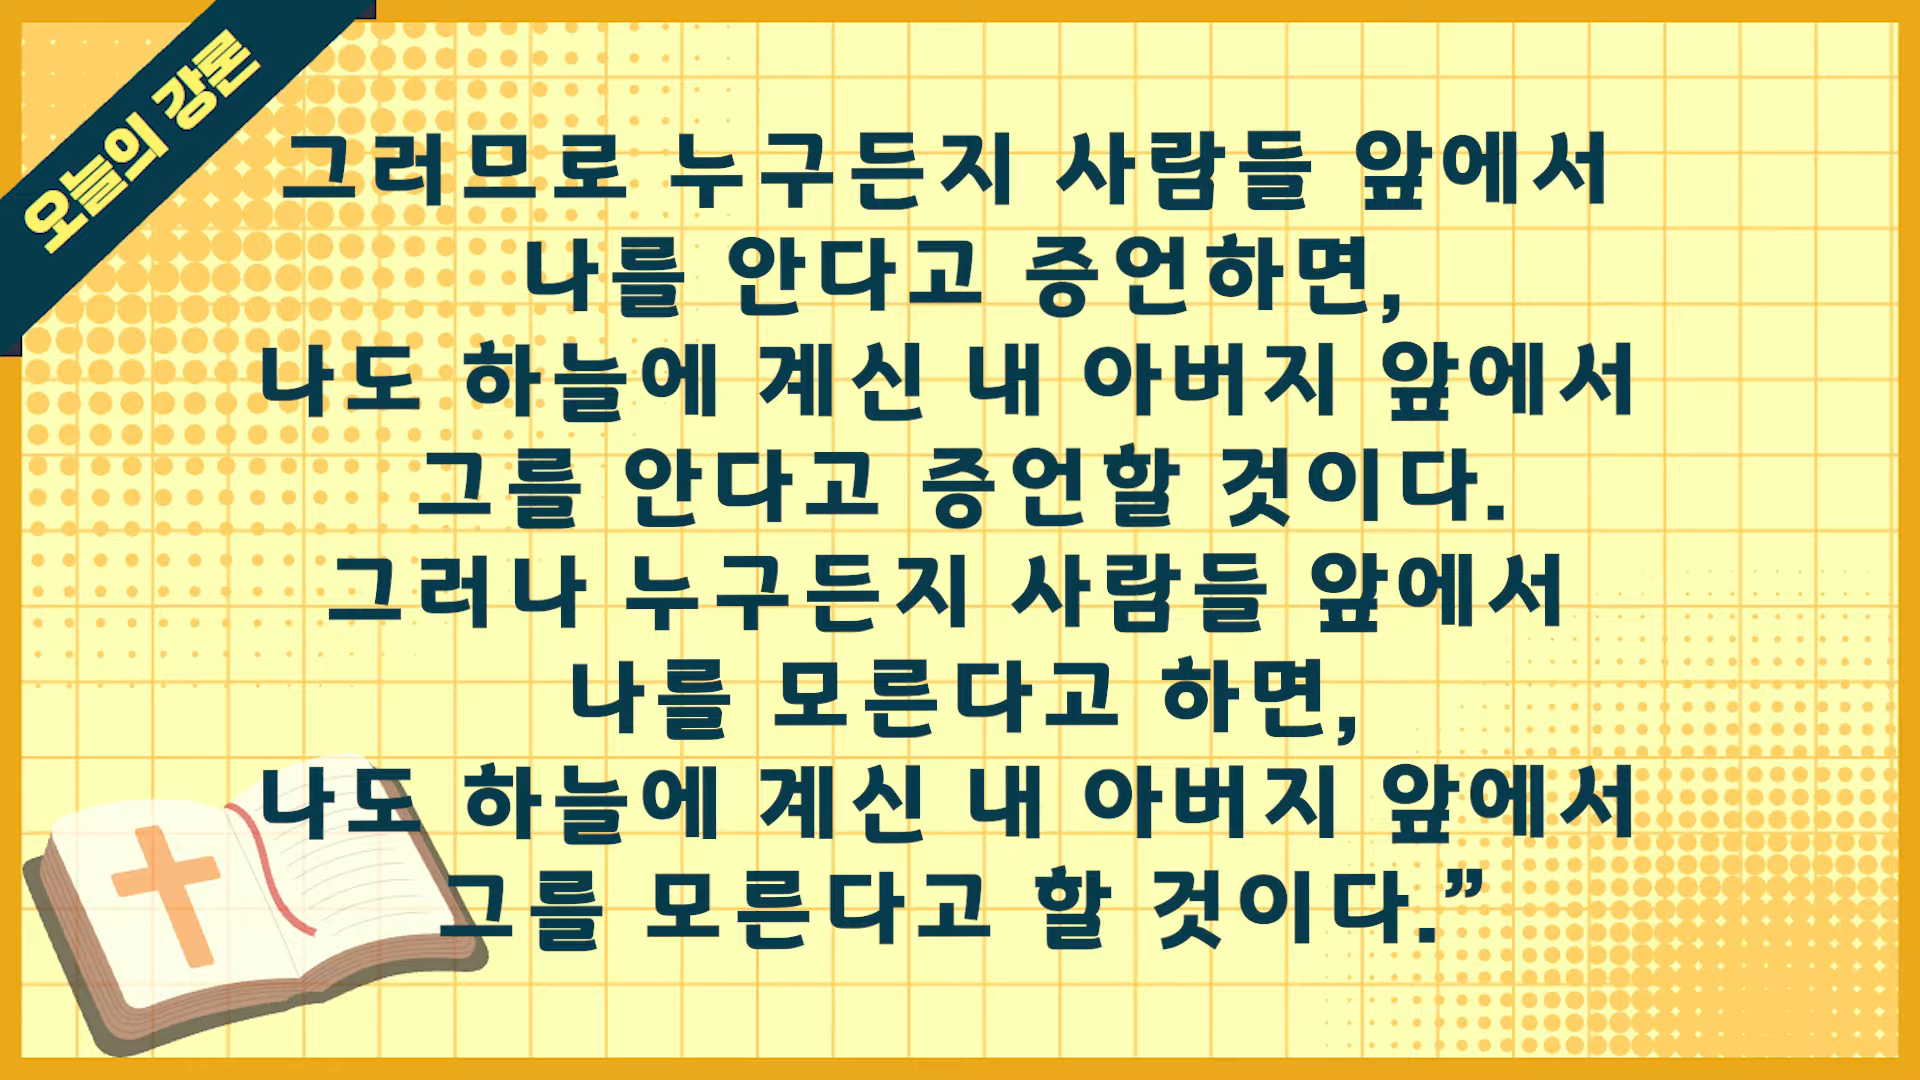 오늘의 강론
그러므로 누구든지 사람들 앞에서
나를 안다고 증언하면,
나도 하늘에 계신 내 아버지 앞에서
그를 안다고 증언할 것이다.
그러나 누구든지 사람들 앞에서
나를 모른다고 하면,
나도 하늘에 계신 내 아버지 앞에서
그를 모른다고 할 것이다.”